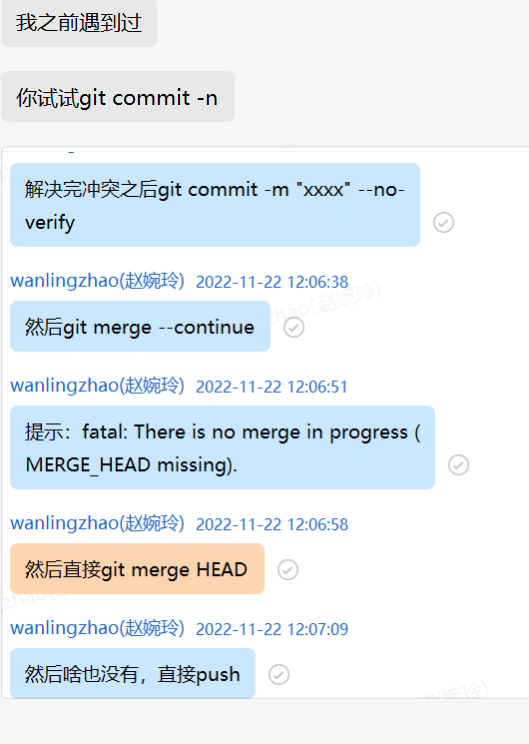 我之前遇到过
你试试git commit -n
解决完冲突之后git commit -m "xxxx" --no-
verify
wanlingzhao(赵婉玲) 2022-11-22 12:06:38
然后git merge --continue
wanlingzhao(赵婉玲) 2022-11-22 12:06:51
提示：fatal: There is no merge in progress (
MERGE_HEAD missing).
wanlingzhao(赵婉玲) 2022-11-22 12:06:58
然后直接git merge HEAD
wanlingzhao(赵婉玲) 2022-11-22 12:07:09
然后啥也没有，直接push